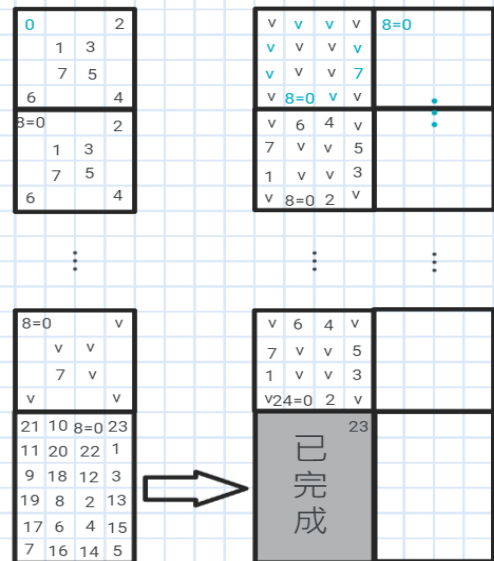 0 2
1 3
7 5
6 4
8=0 2
1 3
7 5
6 4
⋮
8=0 v
v v
7 v
v v
21 10 8=0 23
11 20 22 1
9 18 12 3
19 8 2 13
17 6 4 15
7 16 14 5
v v v v 8=0
v v v v
v v v 7
v 8=0 v v
⋮
v 6 4 v
7 v v 5
1 v v 3
v 8=0 2 v
⋮ ⋮
v 6 4 v
7 v v 5
1 v v 3
v 24=0 2 v
23
已
完
成